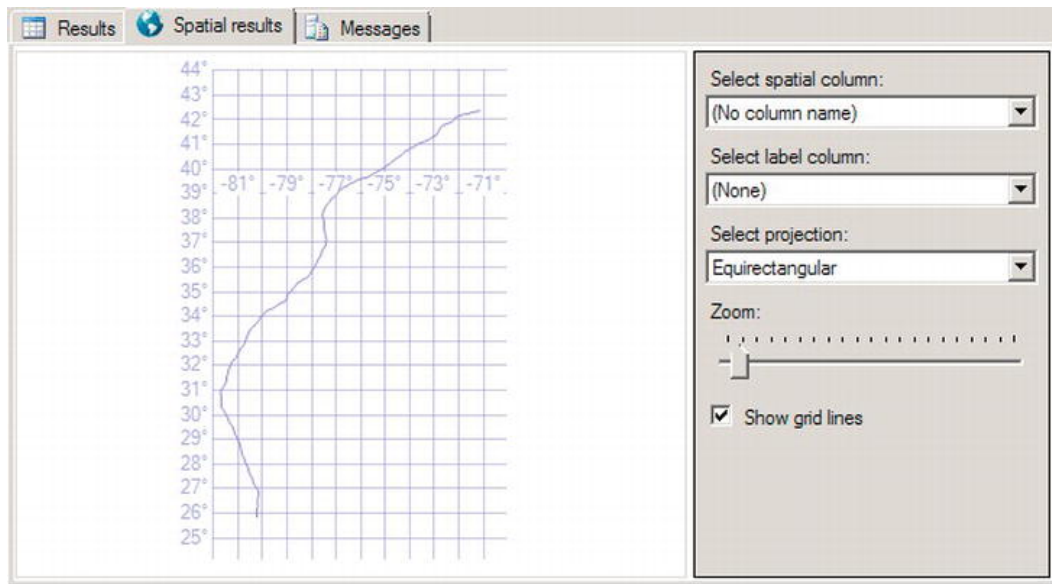 Results Spatial results Messages
44°
43°
42°
41°
40°
-81° -79° -77° -75° -73° -71°
39°
38°
37°
36°
35°
34°
33°
32°
31°
30°
29°
28°
27°
26°
25°
Select spatial column:
(No column name)
Select label column:
(None)
Select projection:
Equirectangular
Zoom:
Show grid lines